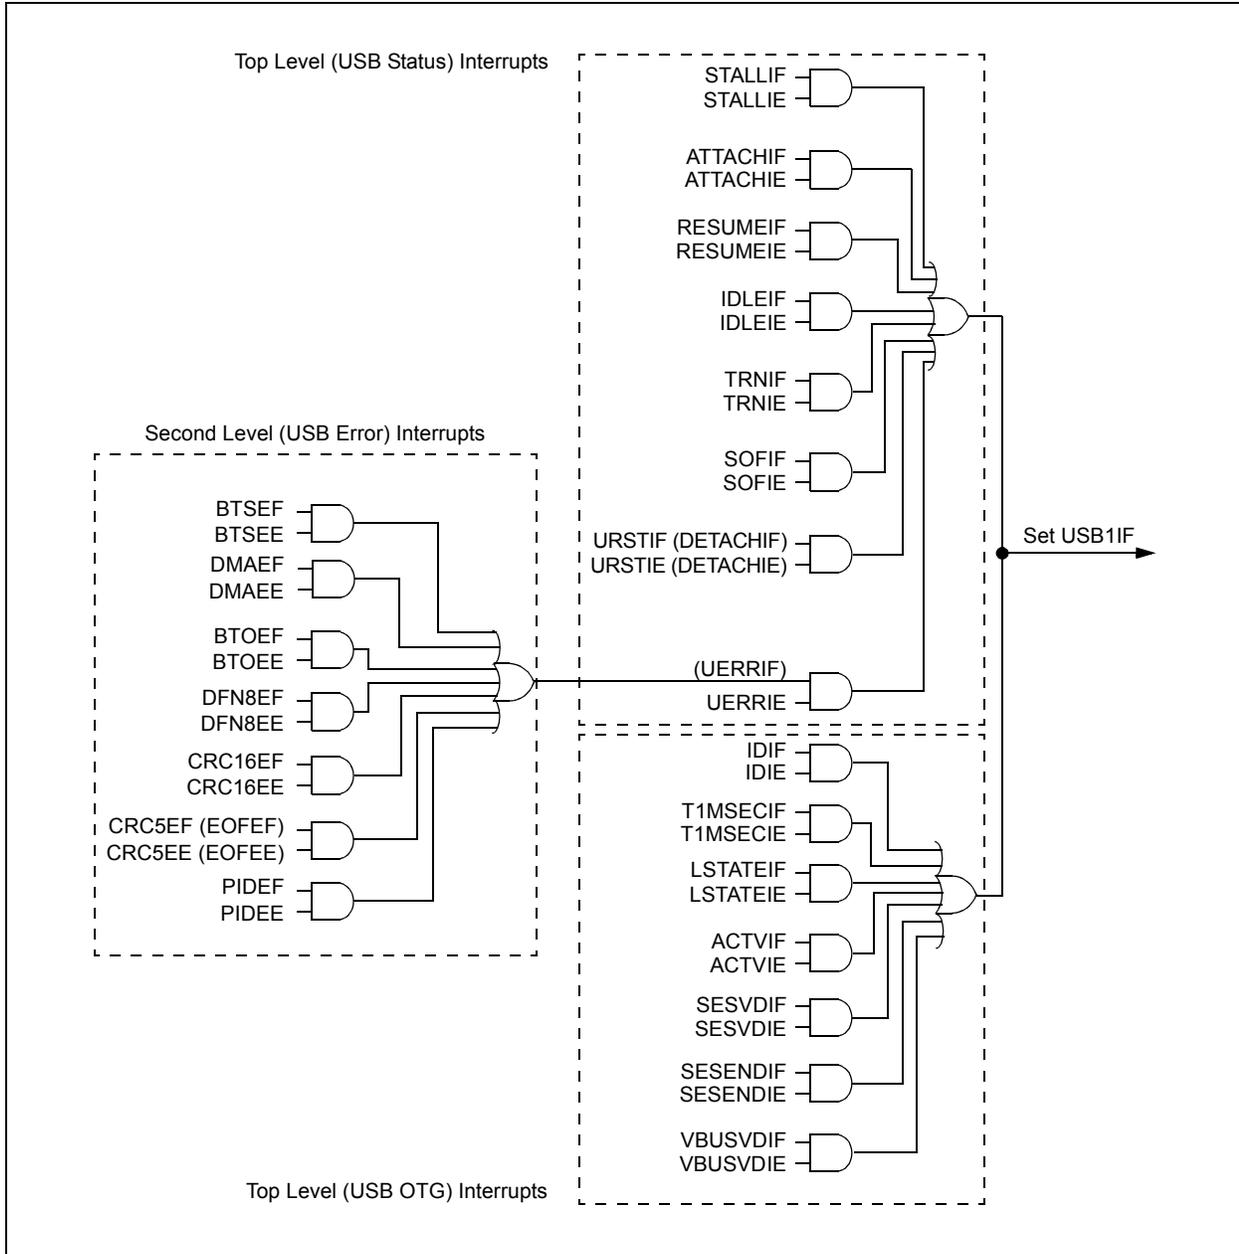 Top Level (USB Status) Interrupts
STALLIF
STALLIE
ATTACHIF
ATTACHIE
RESUMEIF
RESUMEIE
IDLEIF
IDLEIE
TRNIF
TRNIE
SOFIF
SOFIE
URSTIF (DETACHIF)
URSTIE (DETACHIE)
(UERRIF)
UERRIE
Set USB1IF
Second Level (USB Error) Interrupts
BTSEF
BTSEE
DMAEF
DMAEE
BTOEF
BTOEE
DFN8EF
DFN8EE
CRC16EF
CRC16EE
CRC5EF (EOFEF)
CRC5EE (EOFEE)
PIDEF
PIDEE
IDIF
IDIE
T1MSECIF
T1MSECIE
LSTATEIF
LSTATEIE
ACTVIF
ACTVIE
SESVDIF
SESVDIE
SESENDIF
SESENDIE
VBUSVDIF
VBUSVDIE
Top Level (USB OTG) Interrupts